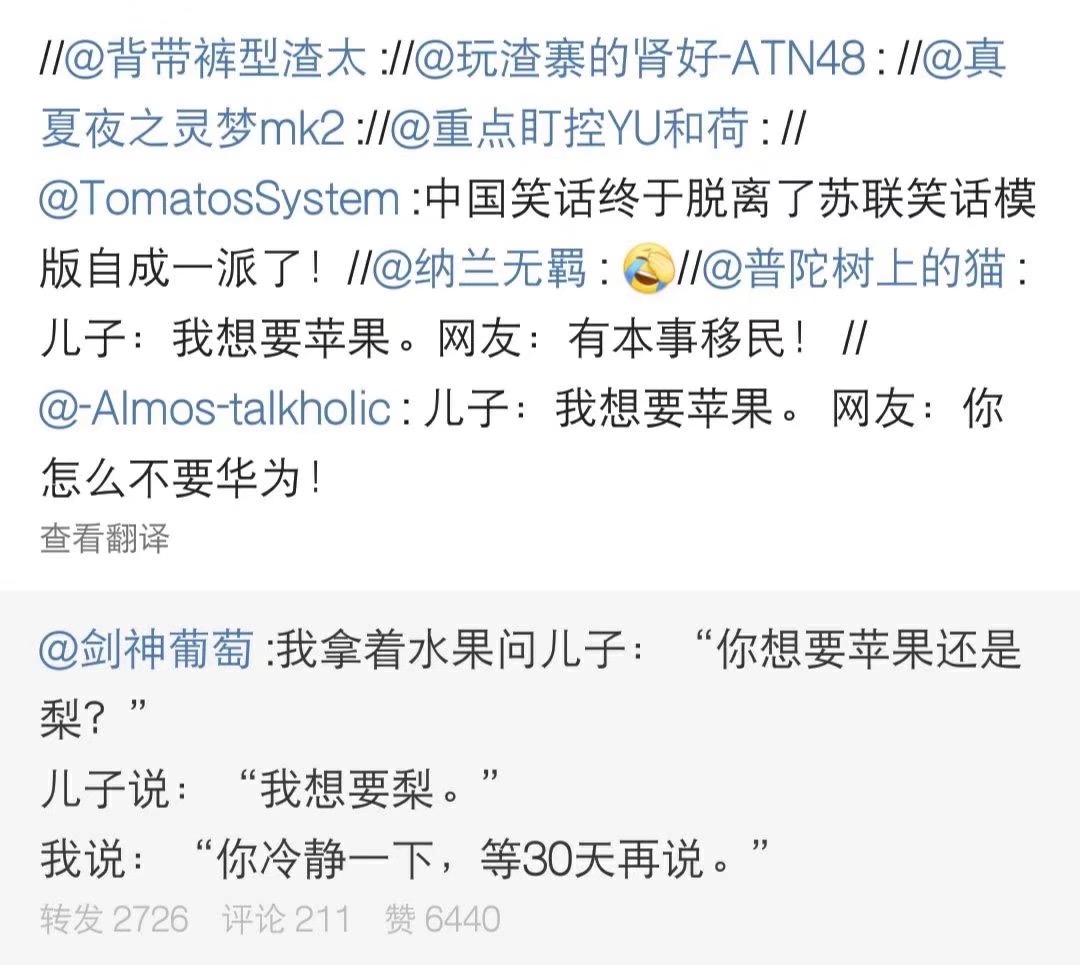 //@背带裤型渣太 ://@玩渣寨的肾好-ATN48 : //@真
夏夜之灵梦mk2 ://@重点盯控YU和荷 : //
@TomatosSystem :中国笑话终于脱离了苏联笑话模
版自成一派了！//@纳兰无羁 : 🤣//@普陀树上的猫 :
儿子：我想要苹果。网友：有本事移民！ //
@-Almos-talkholic : 儿子：我想要苹果。 网友：你
怎么不要华为！
查看翻译
@剑神葡萄 :我拿着水果问儿子：“你想要苹果还是
梨？”
儿子说：“我想要梨。”
我说：“你冷静一下，等30天再说。”
转发 2726 评论 211 赞 6440